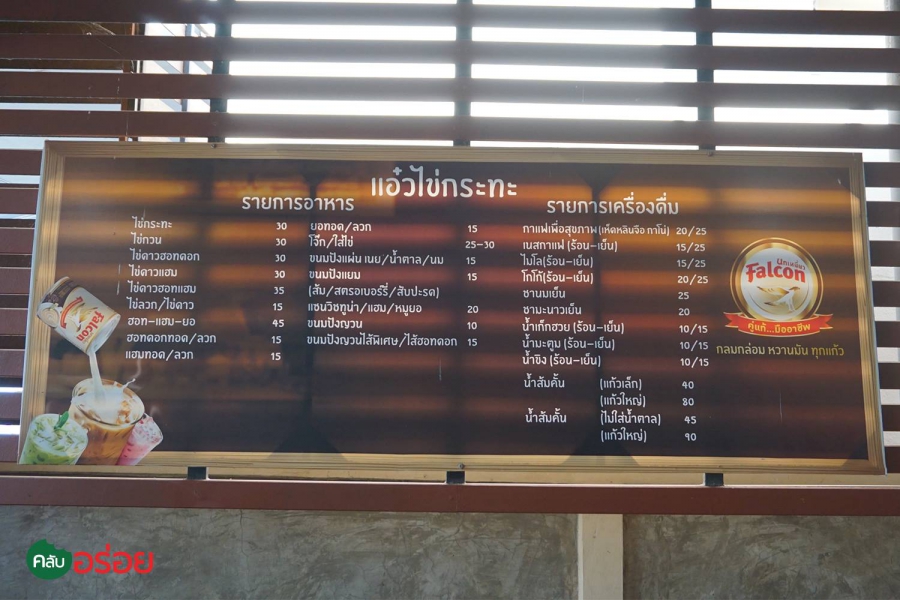 แอ๋วไข่กระทะ
รายการอาหาร
ไข่กระทะ 30
ไข่กวน 30
ไข่ดาวฮอทดอก 30
ไข่ดาวแฮม 30
ไข่ดาวฮอทแฮม 35
ไข่ลวก/ไข่ดาว 15
ฮอท-แฮม-ยอ 45
ฮอทดอกทอด/ลวก 15
แฮมทอด/ลวก 15
ยอทอด/ลวก 15
โจ๊ก/ใส่ไข่ 25-30
ขนมปังแผ่น เนย/น้ำตาล/นม 15
ขนมปังแยม 15
(ส้ม/สตรอเบอร์รี่/สับปะรด)
แซนวิชทูน่า/แฮม/หมูยอ 20
ขนมปังญวน 10
ขนมปังญวนไส้พิเศษ/ไส้ฮอทดอก 15
รายการเครื่องดื่ม
กาแฟเพื่อสุขภาพ (เห็ดหลินจือ กาโน่) 20/25
เนสกาแฟ (ร้อน-เย็น) 15/25
ไมโล (ร้อน-เย็น) 15/25
โกโก้ (ร้อน-เย็น) 20/25
ชานมเย็น 25
ชามะนาวเย็น 20
น้ำเก็กฮวย (ร้อน-เย็น) 10/15
น้ำมะตูม (ร้อน-เย็น) 10/15
น้ำขิง (ร้อน-เย็น) 10/15
น้ำส้มคั้น (แก้วเล็ก) 40
(แก้วใหญ่) 80
น้ำส้มคั้น (ไม่ใส่น้ำตาล) 45
(แก้วใหญ่) 90
นกเหยี่ยว
Falcon
คู่แก้...มืออาชีพ
กลมกล่อม หวานมัน ทุกแก้ว
Falcon
คลับ อร่อย